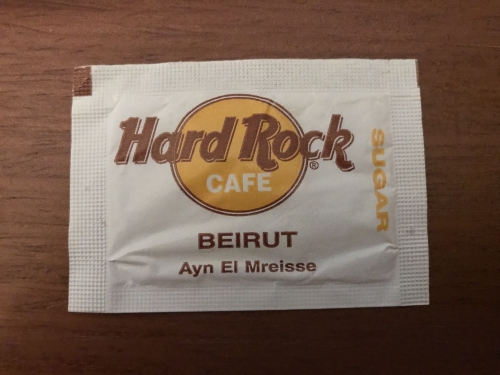 Hard Rock®
CAFE
BEIRUT
Ayn El Mreisse
SUGAR